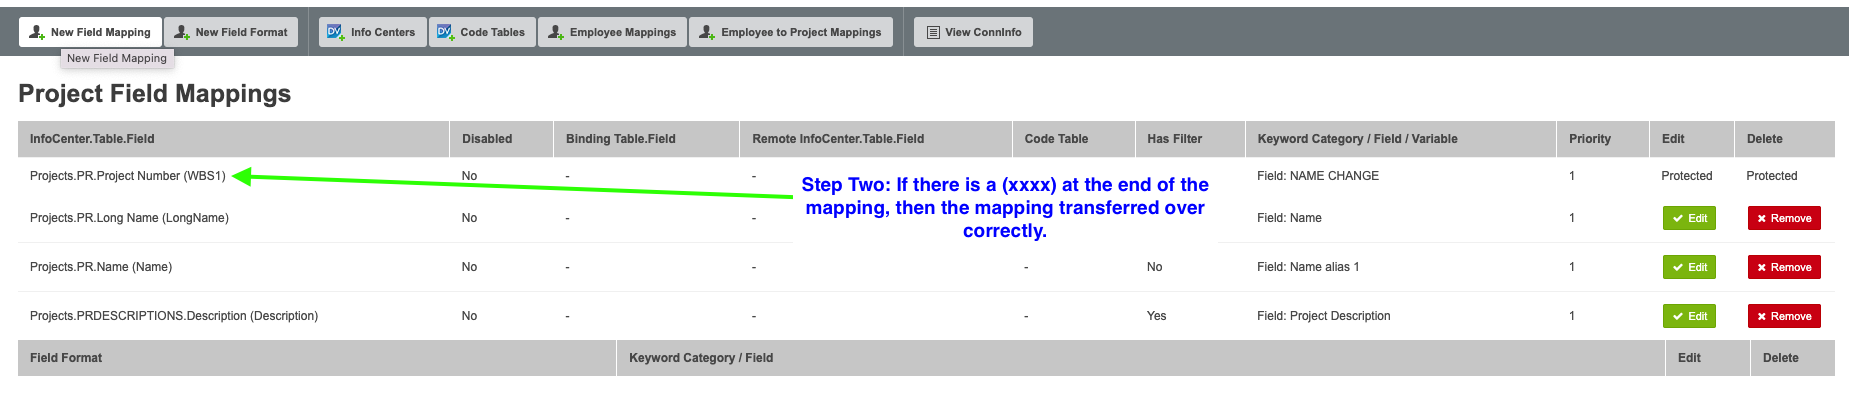 New Field Mapping New Field Format DV Info Centers DV Code Tables Employee Mappings Employee to Project Mappings View ConnInfo
New Field Mapping
Project Field Mappings
InfoCenter.Table.Field Disabled Binding Table.Field Remote InfoCenter.Table.Field Code Table Has Filter Keyword Category / Field / Variable Priority Edit Delete
Projects.PR.Project Number (WBS1) No - - Field: NAME CHANGE 1 Protected Protected
Step Two: If there is a (xxxx) at the end of the
mapping, then the mapping transferred over
correctly.
Projects.PR.Long Name (LongName) No - - Field: Name 1 Edit Remove
Projects.PR.Name (Name) No - - - No Field: Name alias 1 1 Edit Remove
Projects.PRDESCRIPTIONS.Description (Description) No - - - Yes Field: Project Description 1 Edit Remove
Field Format Keyword Category / Field Edit Delete